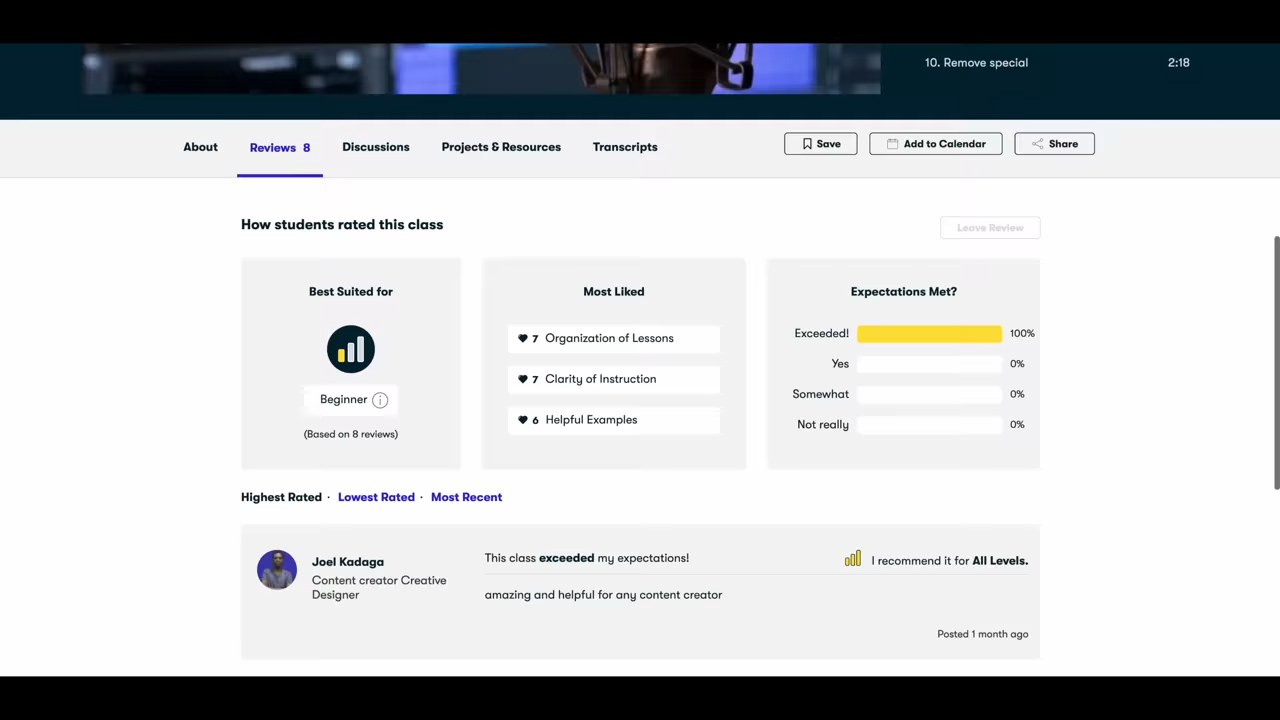 10. Remove special 2:18
About Reviews 8 Discussions Projects & Resources Transcripts Save Add to Calendar Share
How students rated this class
Leave Review
Best Suited for
Beginner
(Based on 8 reviews)
Most Liked
7 Organization of Lessons
7 Clarity of Instruction
6 Helpful Examples
Expectations Met?
Exceeded! 100%
Yes 0%
Somewhat 0%
Not really 0%
Highest Rated · Lowest Rated · Most Recent
Joel Kadaga
Content creator Creative
Designer
This class exceeded my expectations!
I recommend it for All Levels.
amazing and helpful for any content creator
Posted 1 month ago